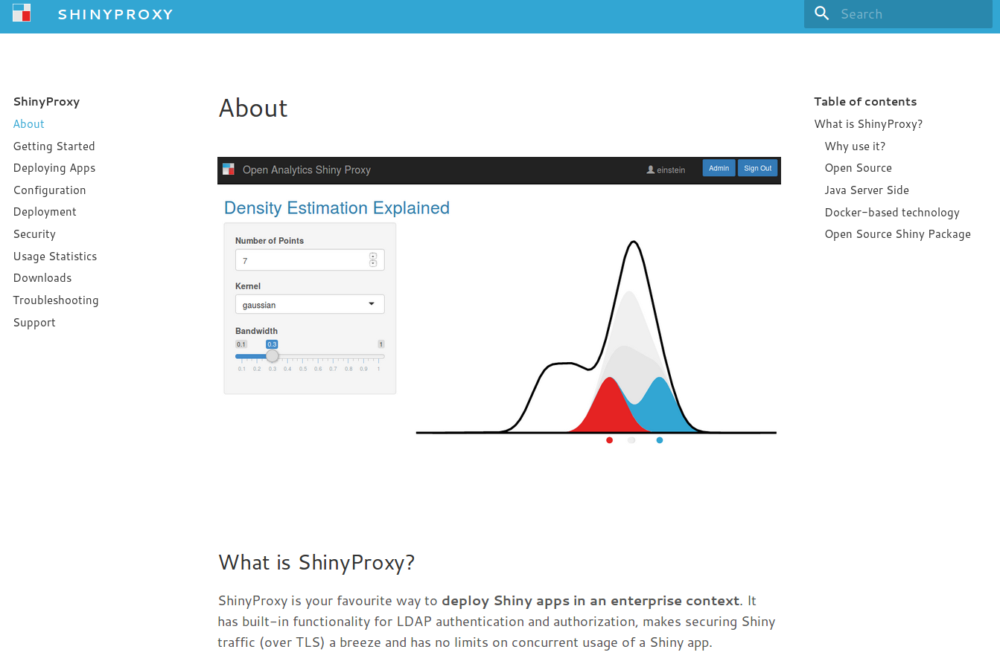 SHINYPROXY
Search
ShinyProxy
About
Getting Started
Deploying Apps
Configuration
Deployment
Security
Usage Statistics
Downloads
Troubleshooting
Support
About
Open Analytics Shiny Proxy
einstein
Admin
Sign Out
Density Estimation Explained
Number of Points
7
Kernel
gaussian
Bandwidth
0.1 0.3 1
0.1 0.2 0.3 0.4 0.5 0.6 0.7 0.8 0.9 1
What is ShinyProxy?
ShinyProxy is your favourite way to deploy Shiny apps in an enterprise context. It
has built-in functionality for LDAP authentication and authorization, makes securing Shiny
traffic (over TLS) a breeze and has no limits on concurrent usage of a Shiny app.
Table of contents
What is ShinyProxy?
Why use it?
Open Source
Java Server Side
Docker-based technology
Open Source Shiny Package